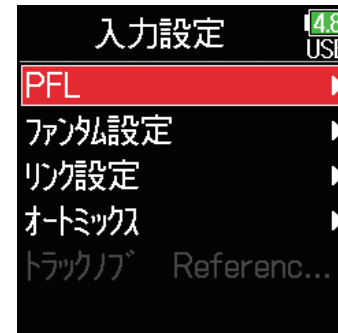 入力設定
4.8
USB
PFL
ファンタム設定
リンク設定
オートミックス
トラックノブ Referenc...